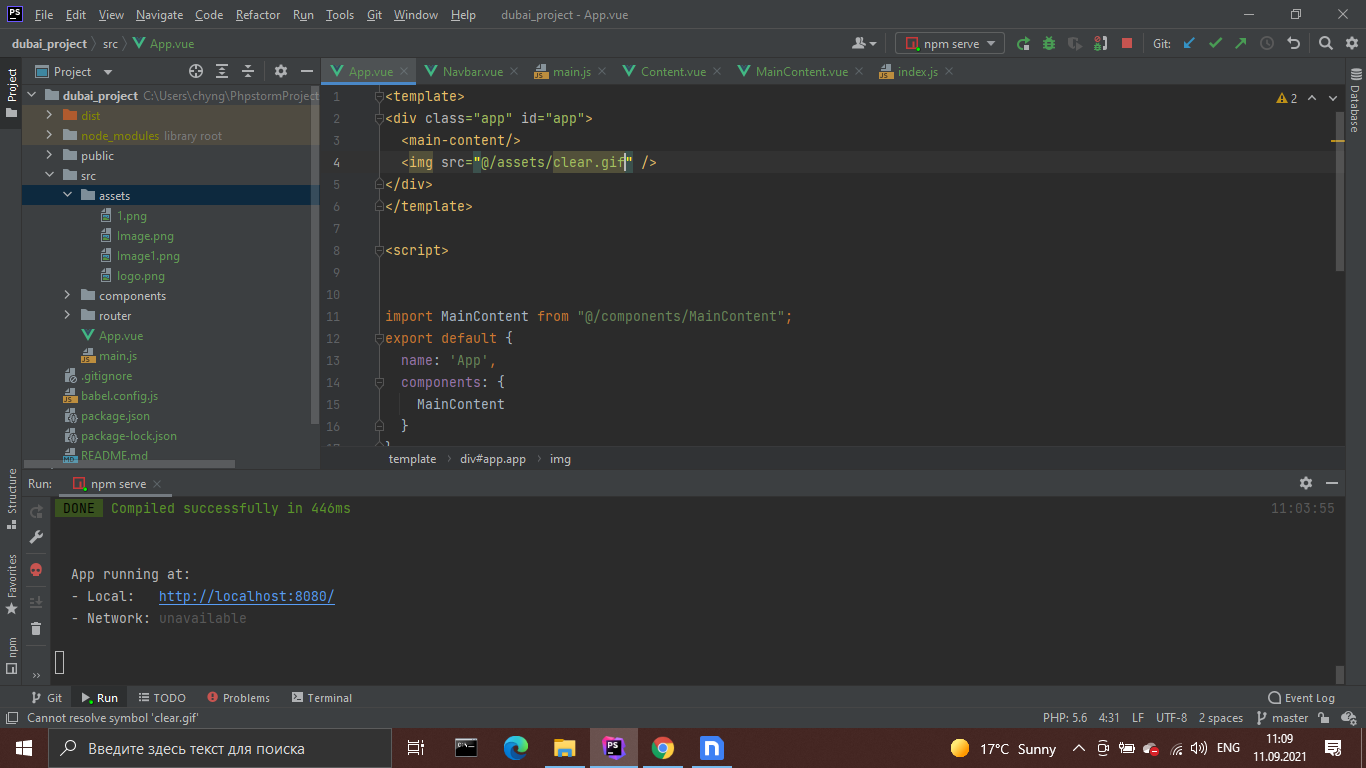 PS File Edit View Navigate Code Refactor Run Tools Git Window Help dubai_project - App.vue
dubai_project src App.vue npm serve Git:
Project
Project
App.vue Navbar.vue main.js Content.vue MainContent.vue index.js
Database
dubai_project C:\Users\chyng\PhpstormProject
dist
node_modules library root
public
src
assets
1.png
Image.png
Image1.png
logo.png
components
router
App.vue
main.js
.gitignore
babel.config.js
package.json
package-lock.json
README.md
2
1 <template>
2 <div class="app" id="app">
3 <main-content/>
4 <img src="@/assets/clear.gif" />
5 </div>
6 </template>
7
8 <script>
9
10
11 import MainContent from "@/components/MainContent";
12 export default {
13 name: 'App',
14 components: {
15 MainContent
16 }
template div#app.app img
Structure
Favorites
npm
Run: npm serve
DONE Compiled successfully in 446ms 11:03:55
App running at:
- Local: http://localhost:8080/
- Network: unavailable
Git Run TODO Problems Terminal Event Log
Cannot resolve symbol 'clear.gif' PHP: 5.6 4:31 LF UTF-8 2 spaces master
Введите здесь текст для поиска
PS
n
17°C Sunny
ENG
11:09
11.09.2021